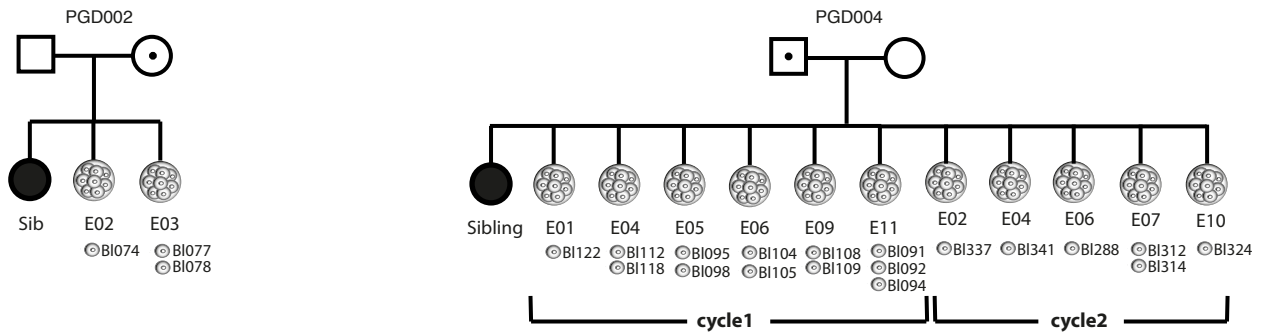 PGD002
PGD004
Sib
E02
E03
Bl074
Bl077
Bl078
Sibling
E01
E04
E05
E06
E09
E11
E02
E04
E06
E07
E10
Bl122
Bl112
Bl118
Bl095
Bl098
Bl104
Bl105
Bl108
Bl109
Bl091
Bl092
Bl094
Bl337
Bl341
Bl288
Bl312
Bl314
Bl324
cycle1
cycle2